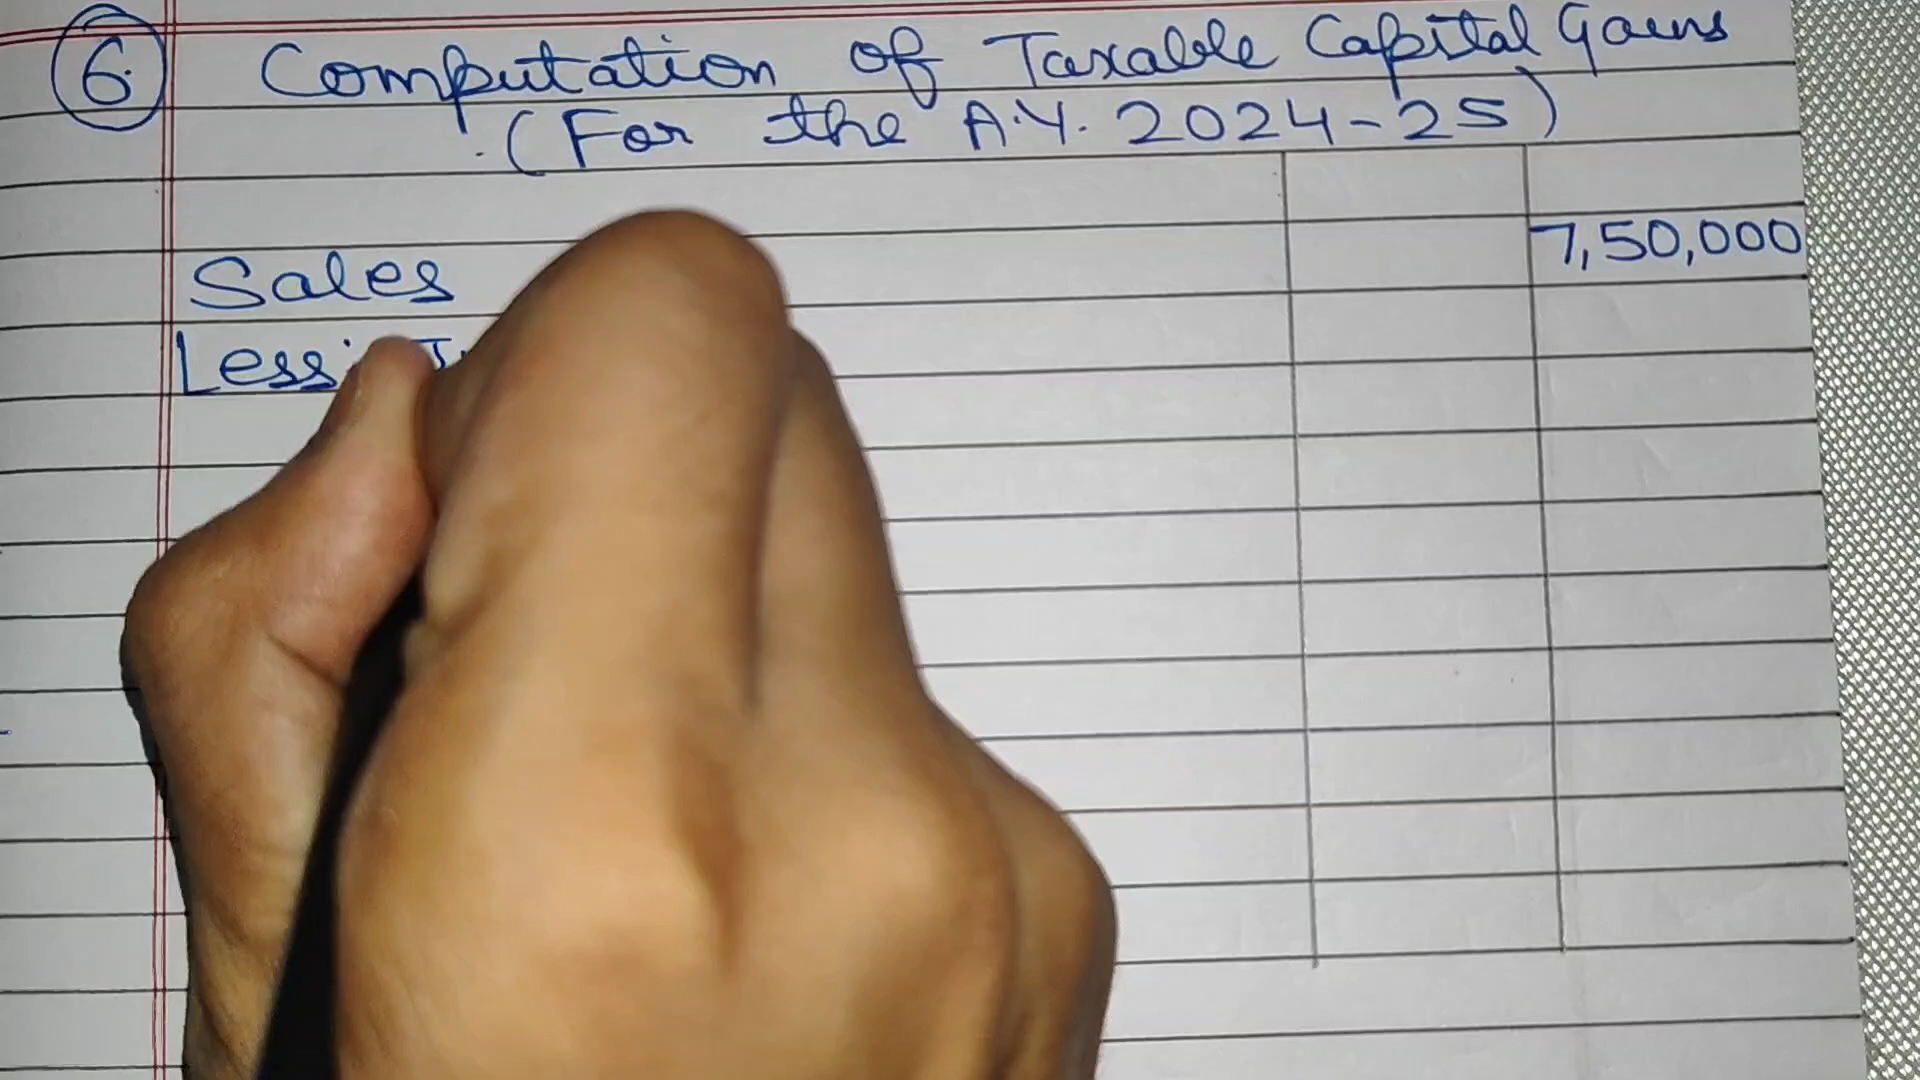 6.
Computation of Taxable Capital Gains
(For the A.Y. 2024-25)
Sales 7,50,000
Less: